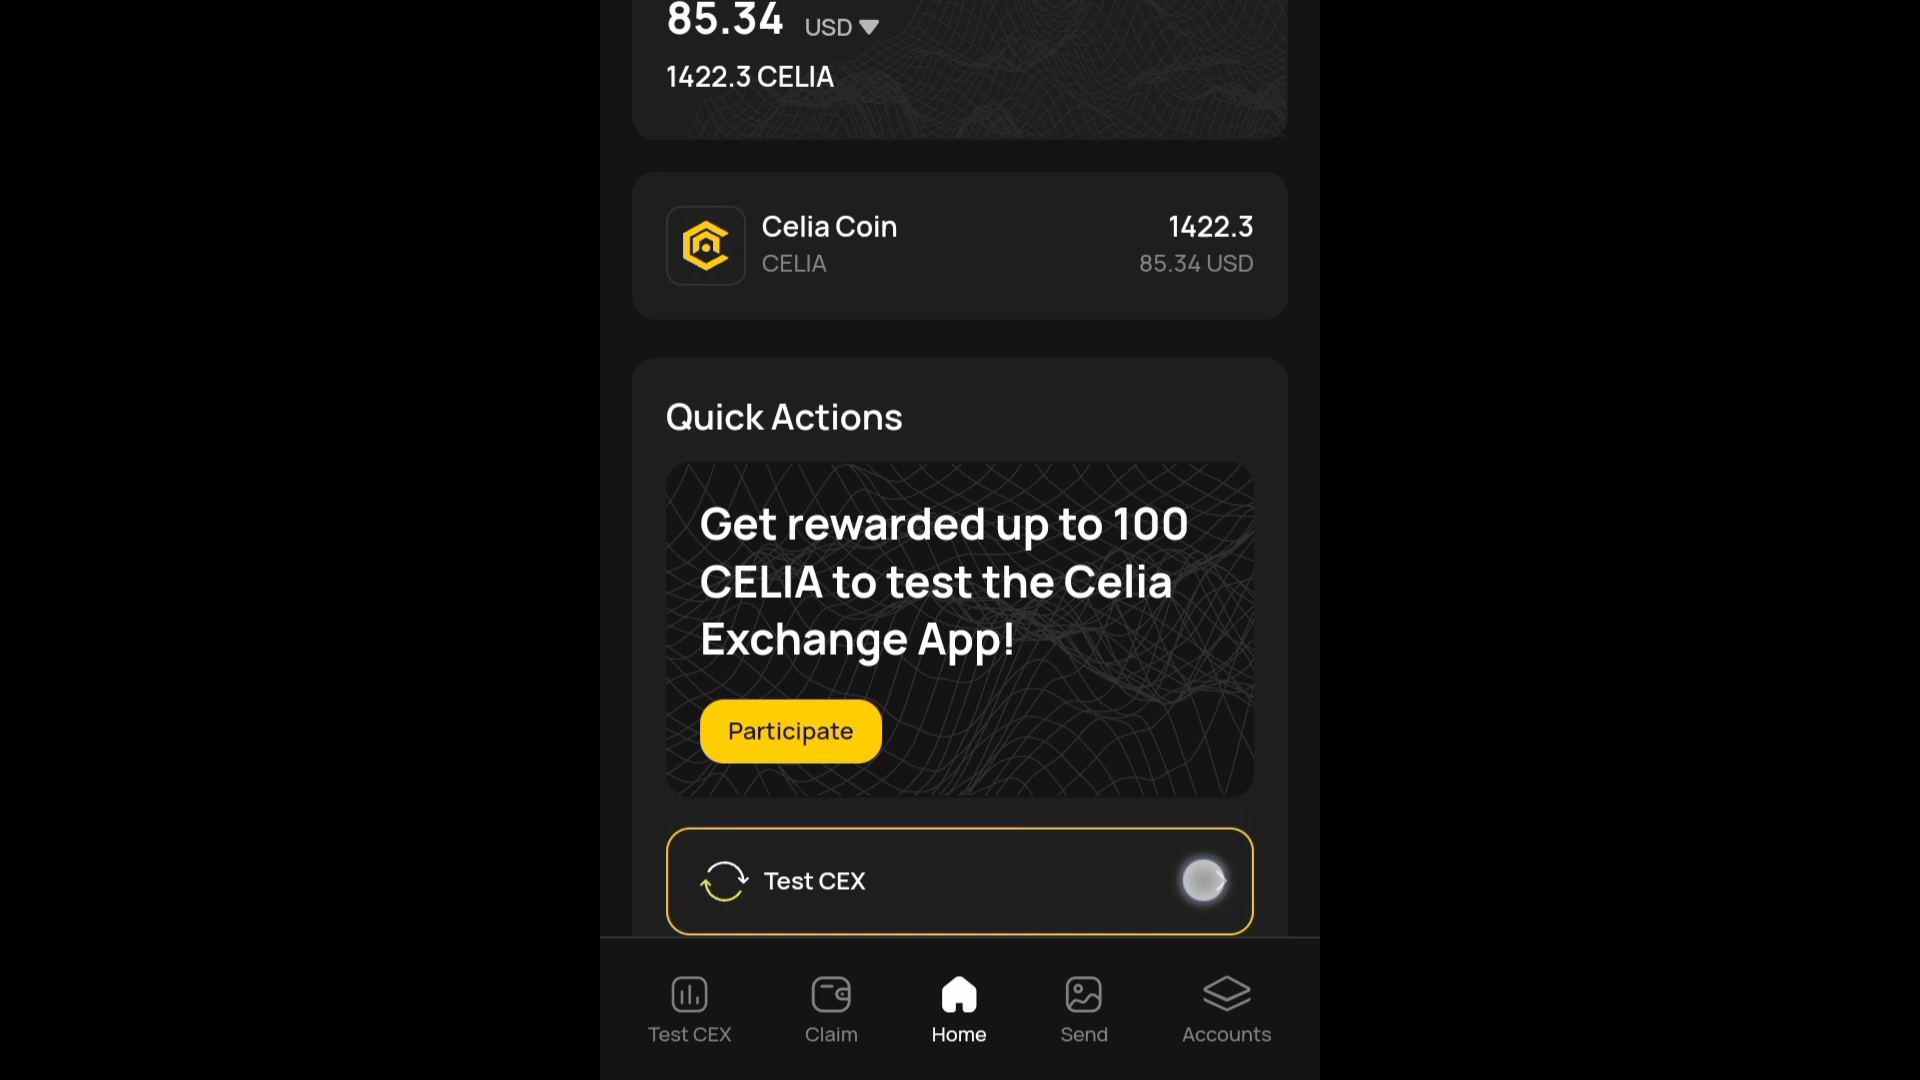 85.34 USD
1422.3 CELIA
Celia Coin 1422.3
CELIA 85.34 USD
Quick Actions
Get rewarded up to 100
CELIA to test the Celia
Exchange App!
Participate
Test CEX
Test CEX Claim Home Send Accounts